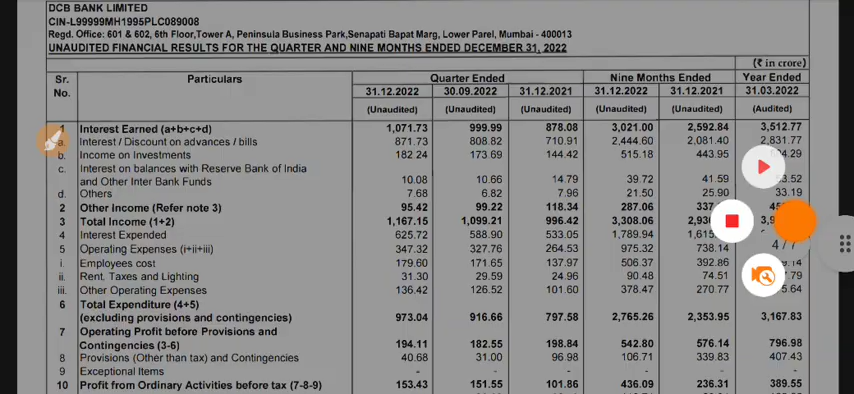 DCB BANK LIMITED
CIN-L99999MH1995PLC089008
Regd. Office: 601 & 602, 6th Floor,Tower A, Peninsula Business Park,Senapati Bapat Marg, Lower Parel, Mumbai - 400013
UNAUDITED FINANCIAL RESULTS FOR THE QUARTER AND NINE MONTHS ENDED DECEMBER 31, 2022
(₹ in crore)
Sr. No. Particulars Quarter Ended Nine Months Ended Year Ended
31.12.2022 30.09.2022 31.12.2021 31.12.2022 31.12.2021 31.03.2022
(Unaudited) (Unaudited) (Unaudited) (Unaudited) (Unaudited) (Audited)
1 Interest Earned (a+b+c+d) 1,071.73 999.99 878.08 3,021.00 2,592.84 3,512.77
a. Interest / Discount on advances / bills 871.73 808.82 710.91 2,444.60 2,081.40 2,831.77
b. Income on Investments 182.24 173.69 144.42 515.18 443.95
c. Interest on balances with Reserve Bank of India
and Other Inter Bank Funds 10.08 10.66 14.79 39.72 41.59
d. Others 7.68 6.82 7.96 21.50 25.90 33.19
2 Other Income (Refer note 3) 95.42 99.22 118.34 287.06
3 Total Income (1+2) 1,167.15 1,099.21 996.42 3,308.06
4 Interest Expended 625.72 588.90 533.05 1,789.94
5 Operating Expenses (i+ii+iii) 347.32 327.76 264.53 975.32 738.14 4 / 7
i. Employees cost 179.60 171.65 137.97 506.37 392.86
ii. Rent, Taxes and Lighting 31.30 29.59 24.96 90.48 74.51
iii. Other Operating Expenses 136.42 126.52 101.60 378.47 270.77
6 Total Expenditure (4+5)
(excluding provisions and contingencies) 973.04 916.66 797.58 2,765.26 2,353.95 3,167.83
7 Operating Profit before Provisions and
Contingencies (3-6) 194.11 182.55 198.84 542.80 576.14 796.98
8 Provisions (Other than tax) and Contingencies 40.68 31.00 96.98 106.71 339.83 407.43
9 Exceptional Items - - - - - -
10 Profit from Ordinary Activities before tax (7-8-9) 153.43 151.55 101.86 436.09 236.31 389.55